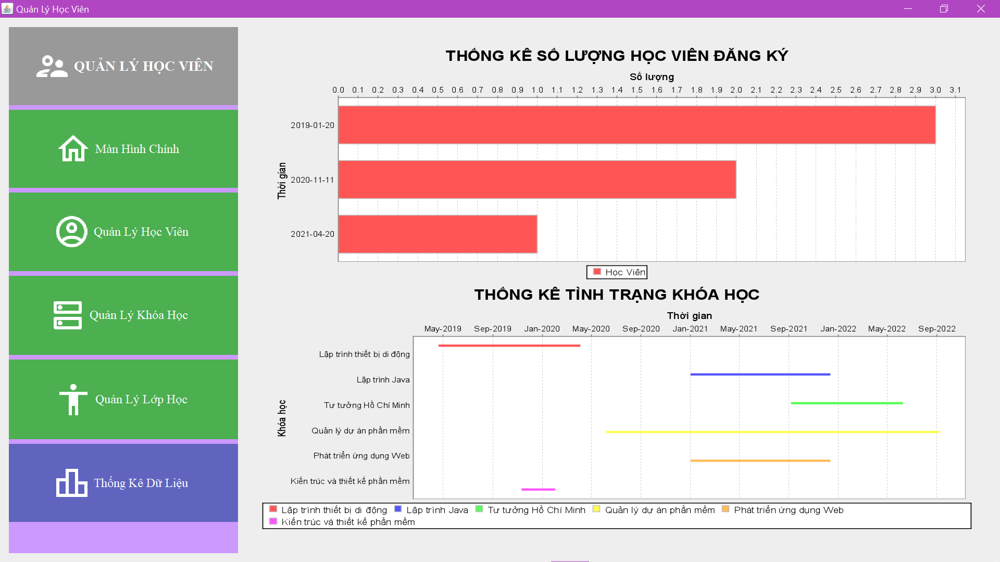 Quản Lý Học Viên
QUẢN LÝ HỌC VIÊN
Màn Hình Chính
Quản Lý Học Viên
Quản Lý Khóa Học
Quản Lý Lớp Học
Thống Kê Dữ Liệu
THỐNG KÊ SỐ LƯỢNG HỌC VIÊN ĐĂNG KÝ
Số lượng
0.0 0.1 0.2 0.3 0.4 0.5 0.6 0.7 0.8 0.9 1.0 1.1 1.2 1.3 1.4 1.5 1.6 1.7 1.8 1.9 2.0 2.1 2.2 2.3 2.4 2.5 2.6 2.7 2.8 2.9 3.0 3.1
Thời gian
2019-01-20
2020-11-11
2021-04-20
Học Viên
THỐNG KÊ TÌNH TRẠNG KHÓA HỌC
Thời gian
May-2019 Sep-2019 Jan-2020 May-2020 Sep-2020 Jan-2021 May-2021 Sep-2021 Jan-2022 May-2022 Sep-2022
Khóa học
Lập trình thiết bị di động
Lập trình Java
Tư tưởng Hồ Chí Minh
Quản lý dự án phần mềm
Phát triển ứng dụng Web
Kiến trúc và thiết kế phần mềm
Lập trình thiết bị di động Lập trình Java Tư tưởng Hồ Chí Minh Quản lý dự án phần mềm Phát triển ứng dụng Web
Kiến trúc và thiết kế phần mềm